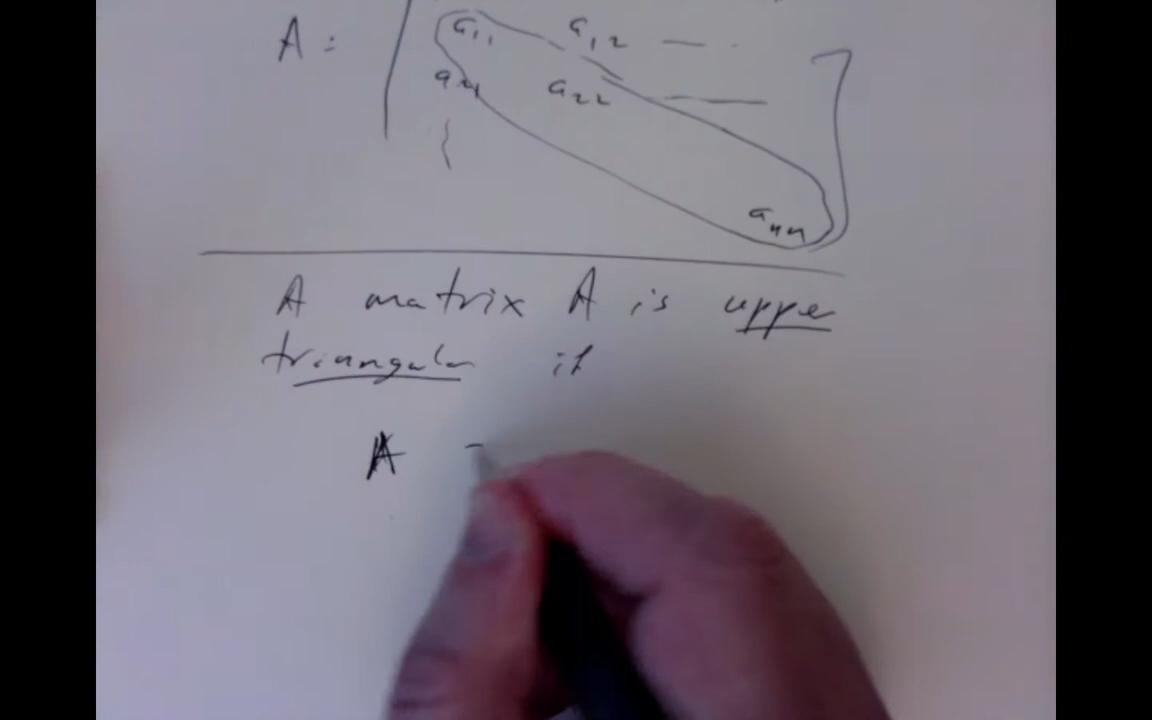 A = [ a₁₁ a₁₂ — -
a₂₁ a₂₂ — ]
aₙₙ
A matrix A is upper
triangular if
A